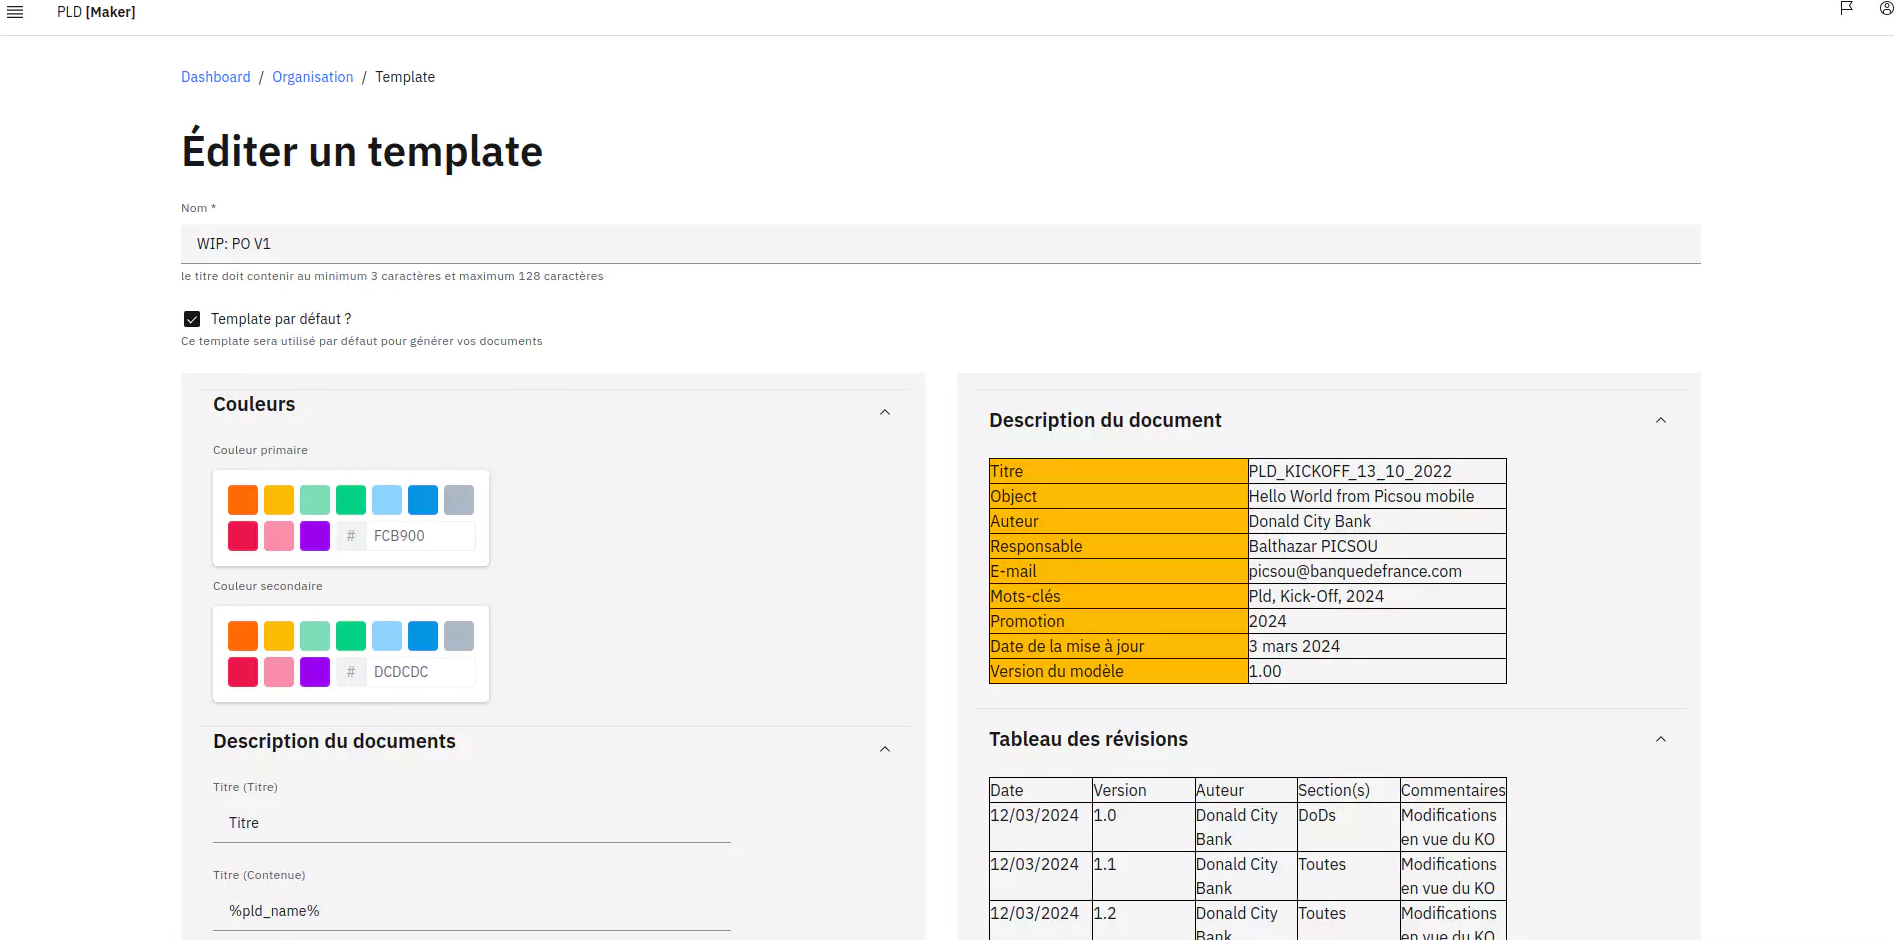 PLD [Maker]
Dashboard / Organisation / Template
Éditer un template
Nom *
WIP: PO V1
le titre doit contenir au minimum 3 caractères et maximum 128 caractères
Template par défaut ?
Ce template sera utilisé par défaut pour générer vos documents
Couleurs
Couleur primaire
# FCB900
Couleur secondaire
# DCDCDC
Description du documents
Titre (Titre)
Titre
Titre (Contenue)
%pld_name%
Description du document
Titre PLD_KICKOFF_13_10_2022
Object Hello World from Picsou mobile
Auteur Donald City Bank
Responsable Balthazar PICSOU
E-mail picsou@banquedefrance.com
Mots-clés Pld, Kick-Off, 2024
Promotion 2024
Date de la mise à jour 3 mars 2024
Version du modèle 1.00
Tableau des révisions
Date Version Auteur Section(s) Commentaires
12/03/2024 1.0 Donald City DoDs Modifications
Bank en vue du KO
12/03/2024 1.1 Donald City Toutes Modifications
Bank en vue du KO
12/03/2024 1.2 Donald City Toutes Modifications
Bank en vue du KO